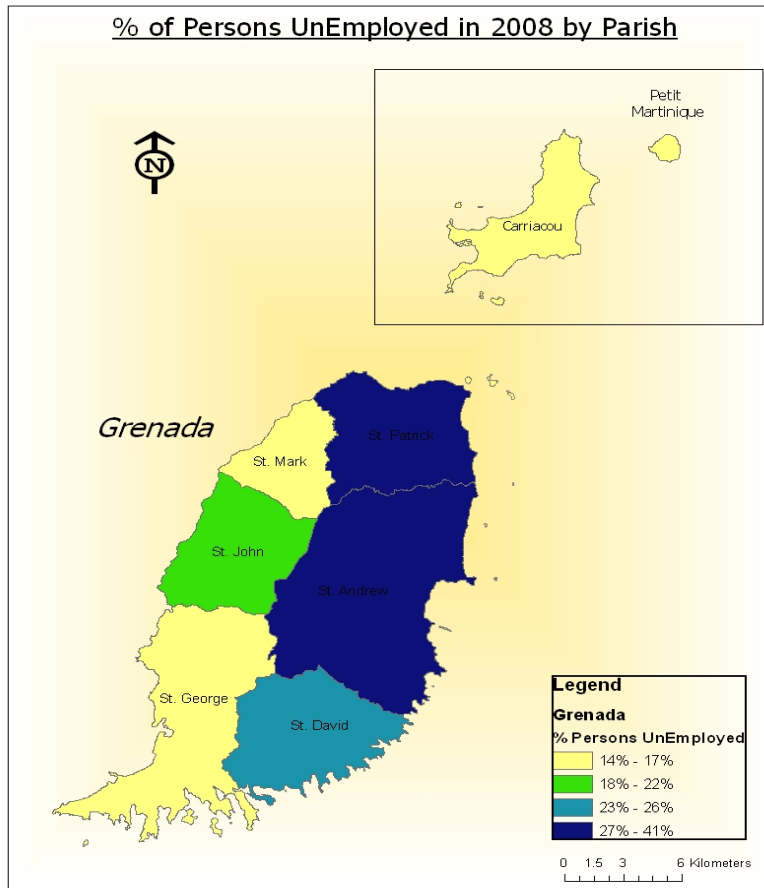 % of Persons UnEmployed in 2008 by Parish
Petit
Martinique
N
Carriacou
Grenada
St. Patrick
St. Mark
St. John
St. Andrew
St. George
St. David
Legend
Grenada
% Persons UnEmployed
14% - 17%
18% - 22%
23% - 26%
27% - 41%
0 1.5 3 6 Kilometers